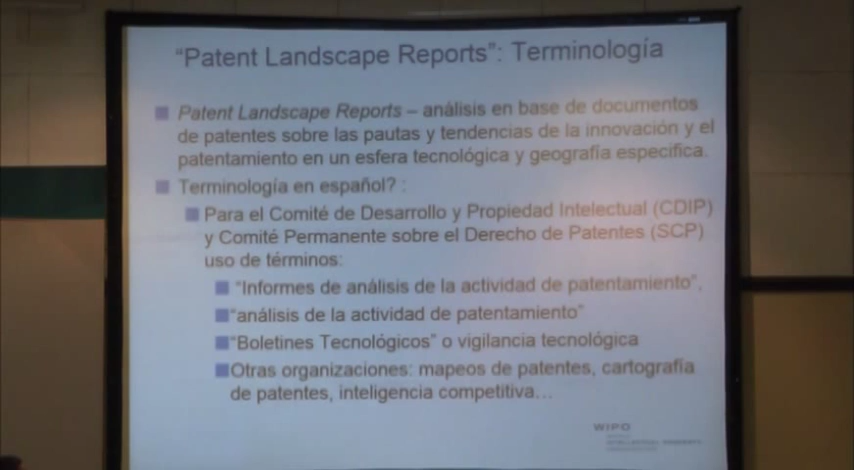 “Patent Landscape Reports”: Terminología
Patent Landscape Reports – análisis en base de documentos
de patentes sobre las pautas y tendencias de la innovación y el
patentamiento en un esfera tecnológica y geografía especifica.
Terminología en español? :
Para el Comité de Desarrollo y Propiedad Intelectual (CDIP)
y Comité Permanente sobre el Derecho de Patentes (SCP)
uso de términos:
“Informes de análisis de la actividad de patentamiento”,
“análisis de la actividad de patentamiento”
“Boletines Tecnológicos” o vigilancia tecnológica
Otras organizaciones: mapeos de patentes, cartografía
de patentes, inteligencia competitiva…
WIPO